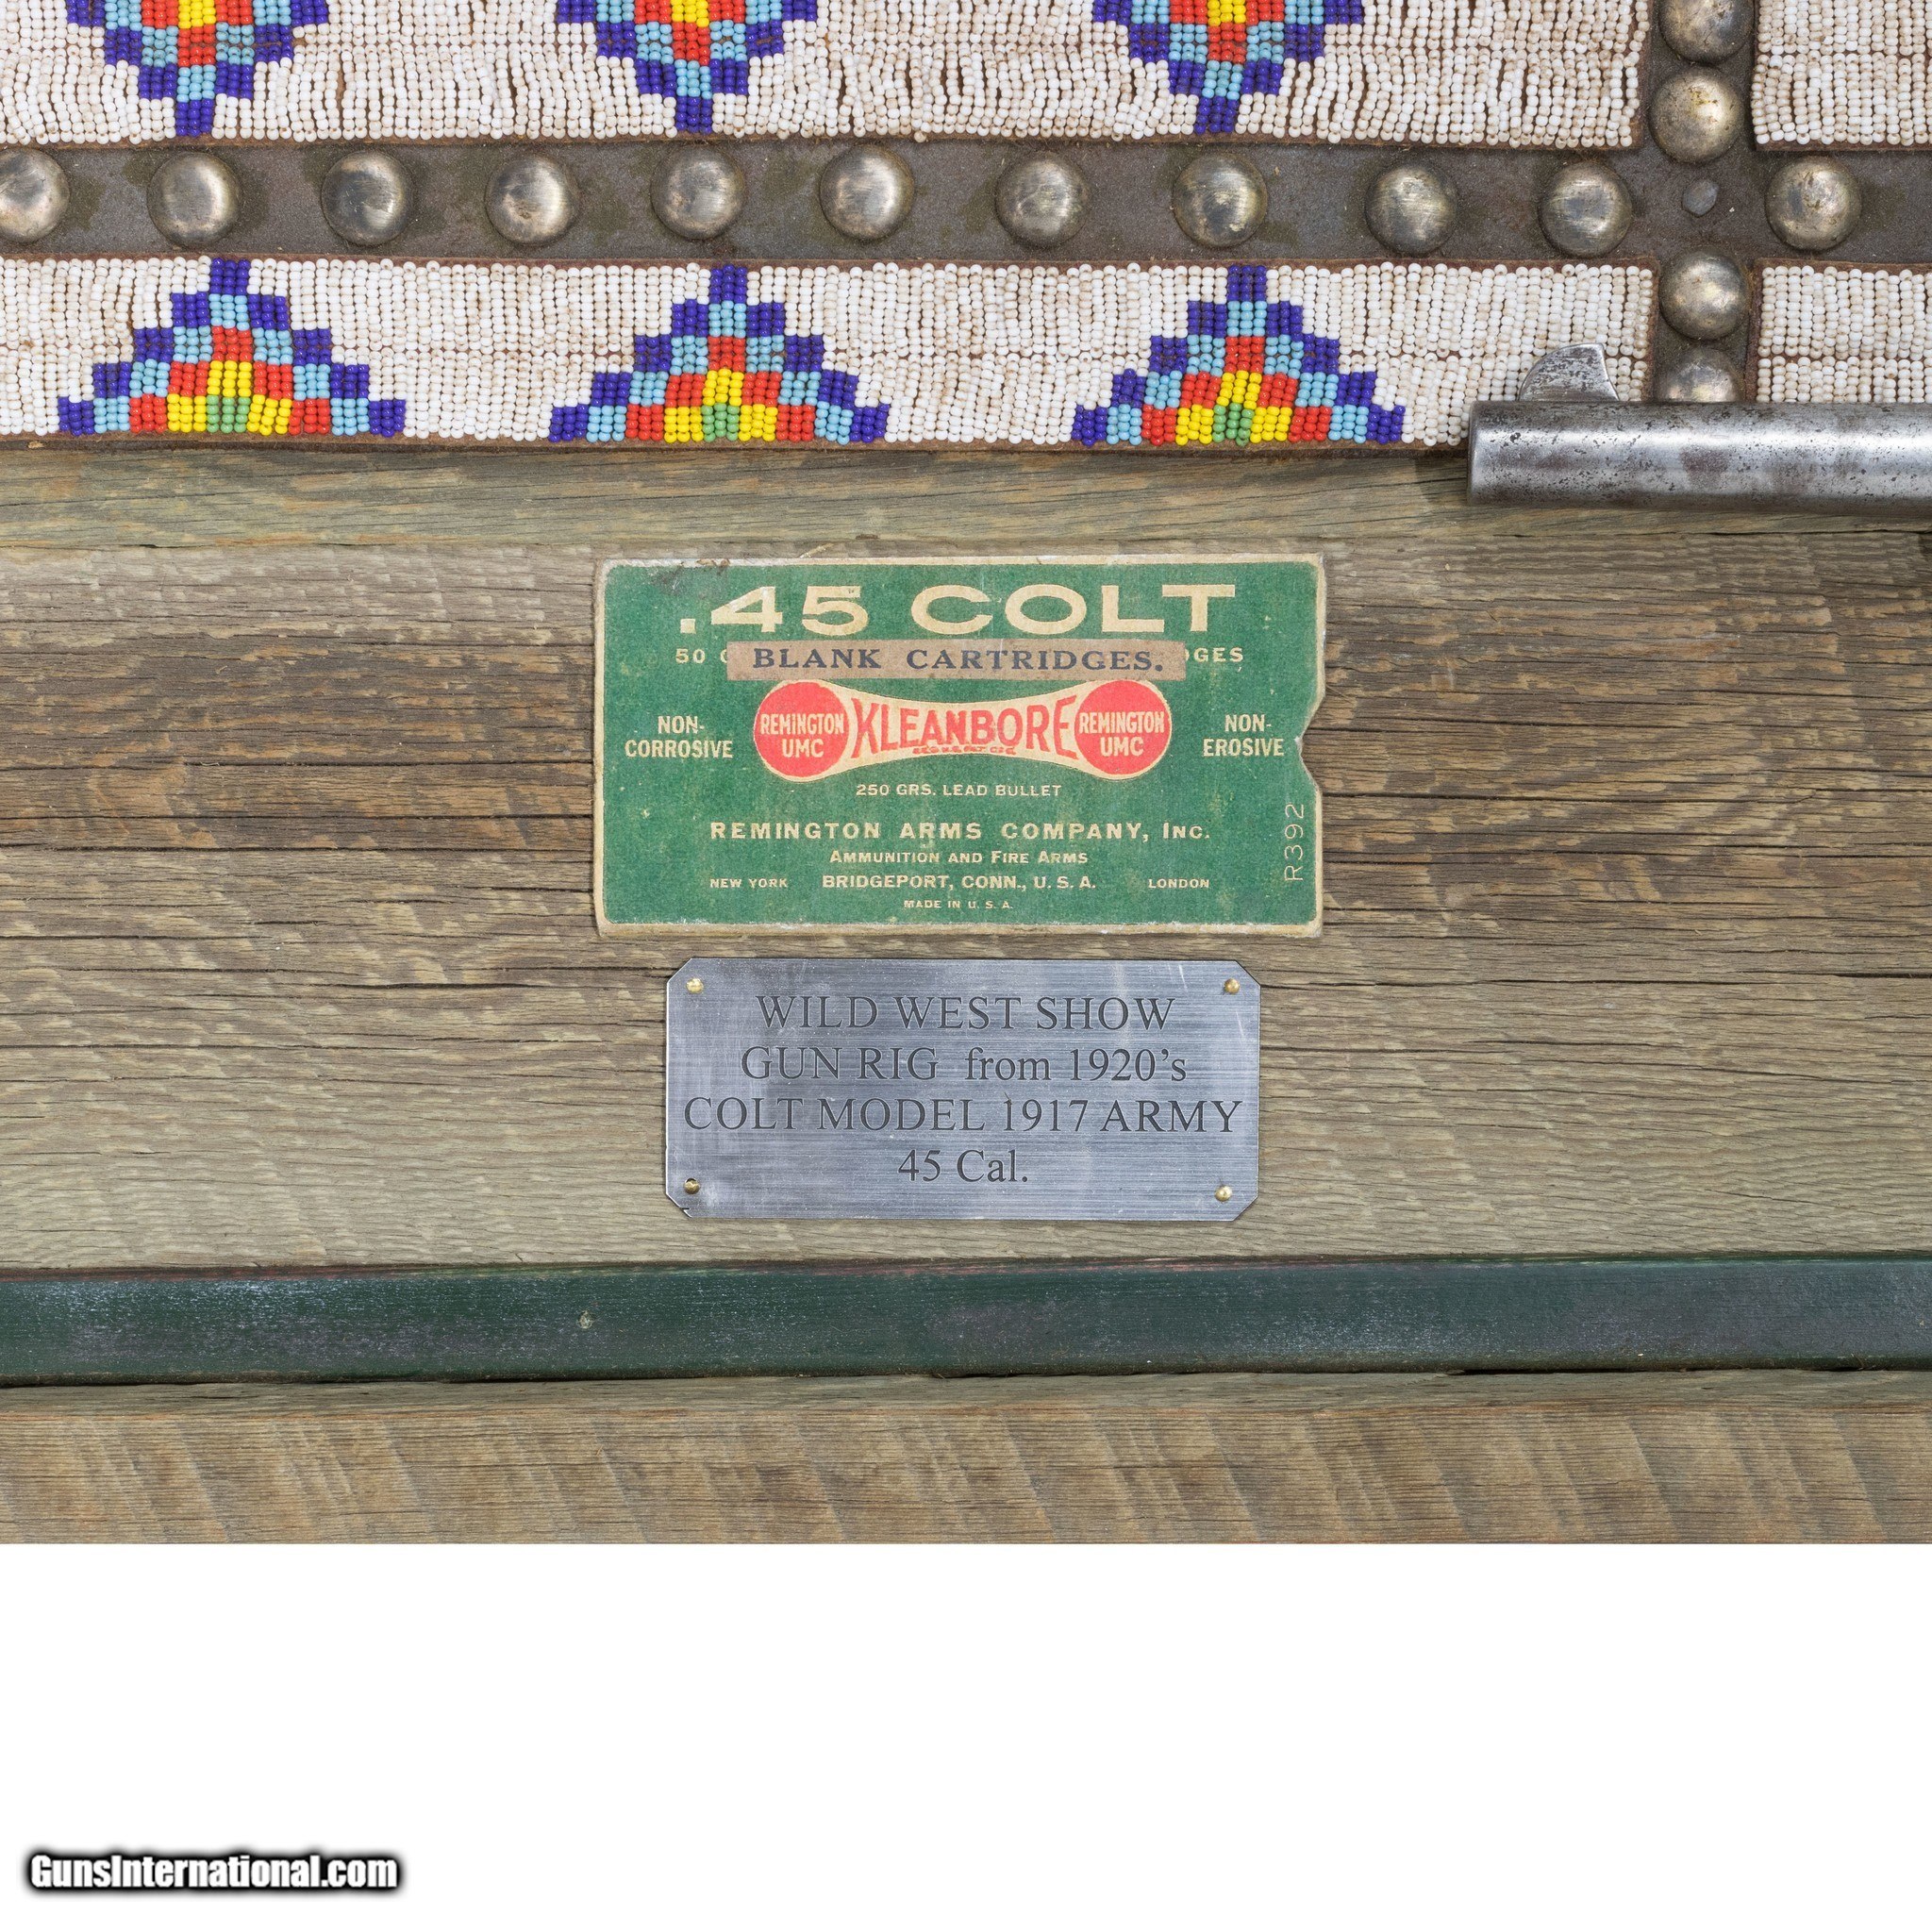 .45 COLT
50 C
BLANK CARTRIDGES.
DGES
NON-
CORROSIVE
REMINGTON
UMC
KLEANBORE
REMINGTON
UMC
NON-
EROSIVE
250 GRS. LEAD BULLET
REMINGTON ARMS COMPANY, INC.
AMMUNITION AND FIRE ARMS
NEW YORK BRIDGEPORT, CONN., U. S. A. LONDON
MADE IN U. S. A.
R392
WILD WEST SHOW
GUN RIG from 1920's
COLT MODEL 1917 ARMY
45 Cal.
GunsInternational.com